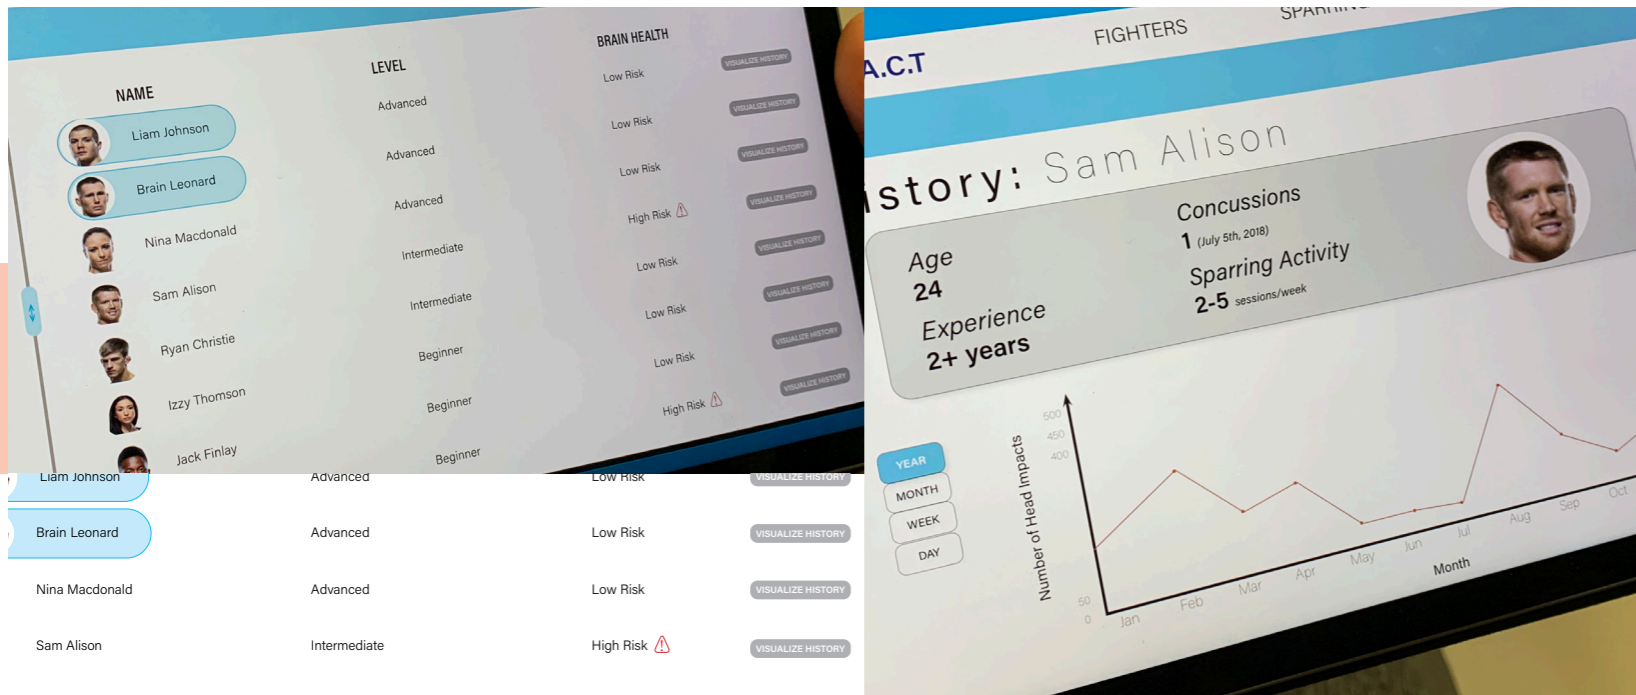 NAME LEVEL BRAIN HEALTH
Liam Johnson Advanced Low Risk VISUALIZE HISTORY
Brain Leonard Advanced Low Risk VISUALIZE HISTORY
Nina Macdonald Advanced Low Risk VISUALIZE HISTORY
Sam Alison Intermediate High Risk VISUALIZE HISTORY
Ryan Christie Intermediate Low Risk VISUALIZE HISTORY
Izzy Thomson Beginner Low Risk VISUALIZE HISTORY
Jack Finlay Beginner Low Risk VISUALIZE HISTORY
Beginner High Risk VISUALIZE HISTORY
Liam Johnson Advanced Low Risk VISUALIZE HISTORY
Brain Leonard Advanced Low Risk VISUALIZE HISTORY
Nina Macdonald Advanced Low Risk VISUALIZE HISTORY
Sam Alison Intermediate High Risk VISUALIZE HISTORY
A.C.T FIGHTERS SPARRING
istory: Sam Alison
Age
24
Experience
2+ years
Concussions
1 (July 5th, 2018)
Sparring Activity
2-5 sessions/week
YEAR
MONTH
WEEK
DAY
Number of Head Impacts
500
450
400
50
0
Jan Feb Mar Apr May Jun Jul Aug Sep Oct
Month